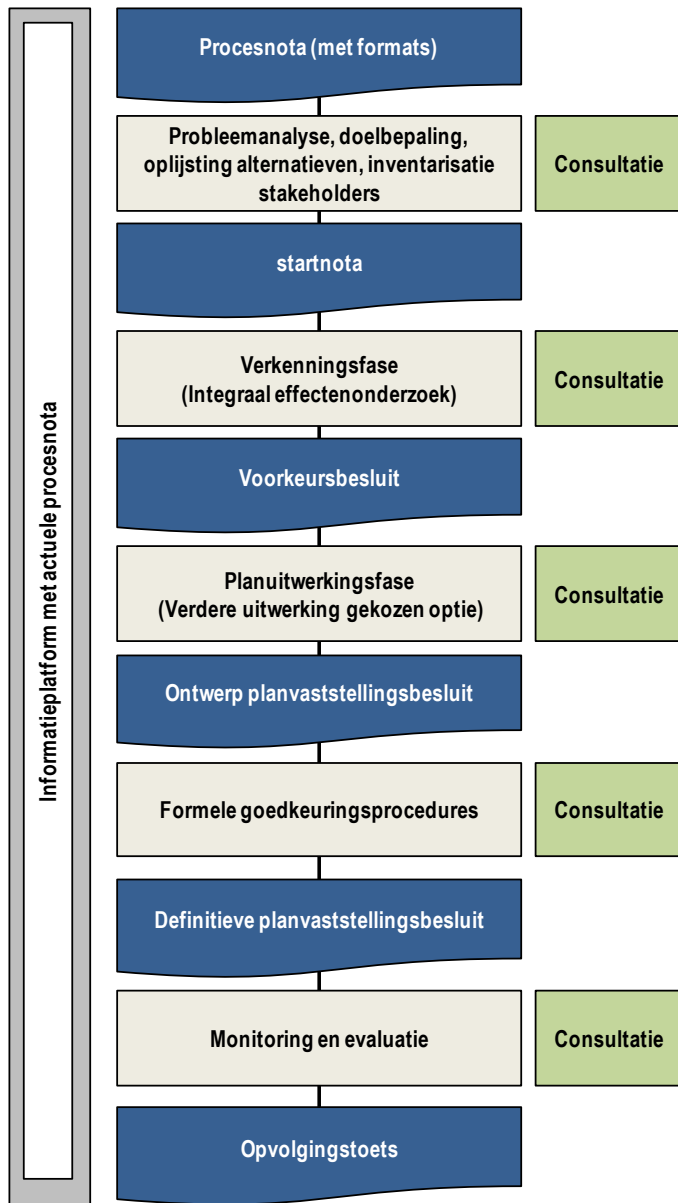 Informatieplatform met actuele procesnota
Procesnota (met formats)
Probleemanalyse, doelbepaling,
oplijsting alternatieven, inventarisatie
stakeholders
Consultatie
startnota
Verkenningsfase
(Integraal effectenonderzoek)
Consultatie
Voorkeursbesluit
Planuitwerkingsfase
(Verdere uitwerking gekozen optie)
Consultatie
Ontwerp planvaststellingsbesluit
Formele goedkeuringsprocedures
Consultatie
Definitieve planvaststellingsbesluit
Monitoring en evaluatie
Consultatie
Opvolgingstoets